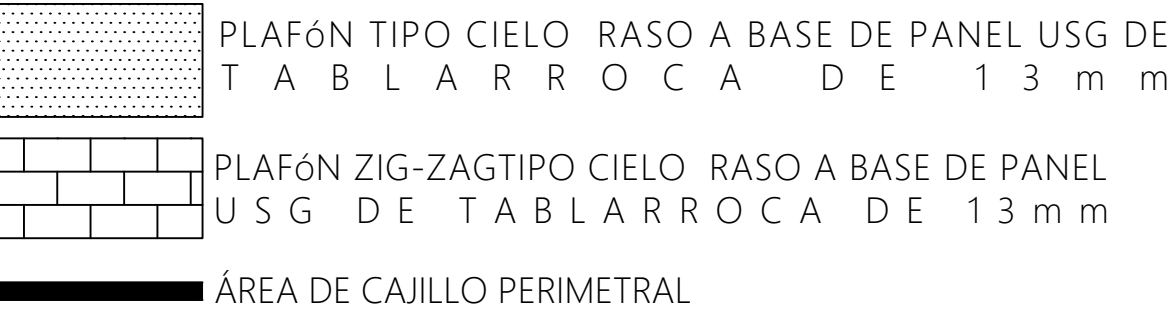 PLAFóN TIPO CIELO RASO A BASE DE PANEL USG DE
TABLARROCA DE 13mm
PLAFóN ZIG-ZAGTIPO CIELO RASO A BASE DE PANEL
USG DE TABLARROCA DE 13mm
ÁREA DE CAJILLO PERIMETRAL